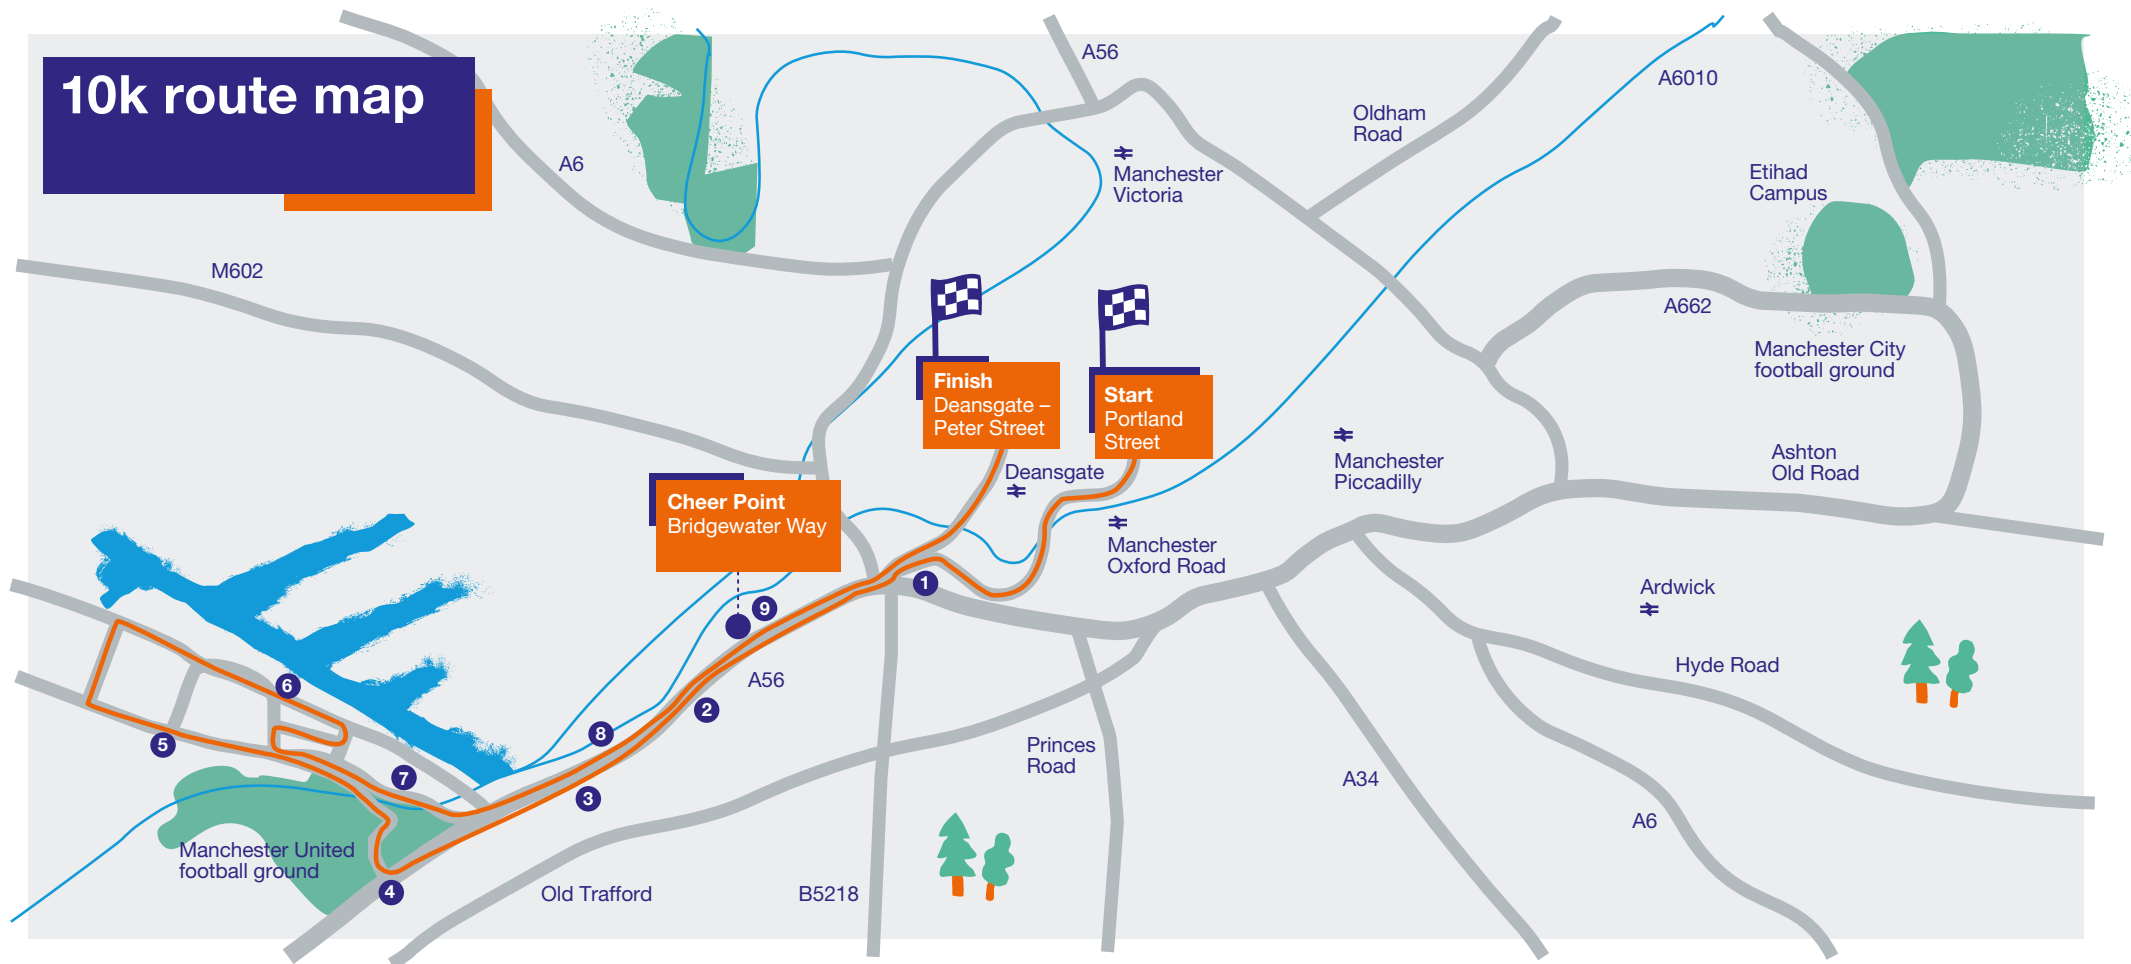 10k route map
A56
A6010
Oldham
Road
A6
Manchester
Victoria
Etihad
Campus
M602
A662
Manchester City
football ground
Finish
Deansgate –
Peter Street
Start
Portland
Street
Deansgate
Manchester
Piccadilly
Ashton
Old Road
Cheer Point
Bridgewater Way
Manchester
Oxford Road
1
Ardwick
9
Hyde Road
A56
6
2
5
8
Princes
Road
7
3
A34
A6
Manchester United
football ground
4
Old Trafford
B5218